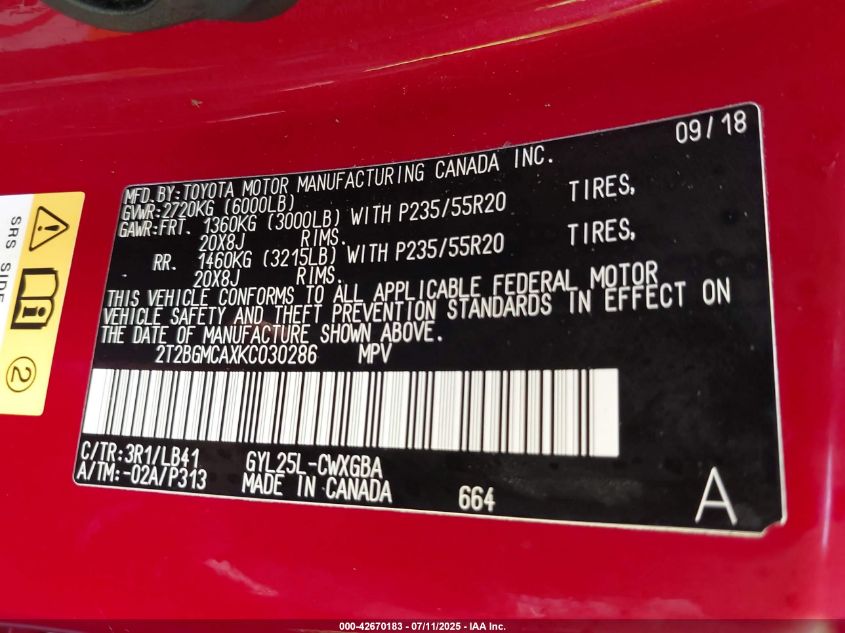 09/18
MFD.BY:TOYOTA MOTOR MANUFACTURING CANADA INC.
GVWR:2720KG (6000LB)
GAWR:FRT. 1360KG (3000LB) WITH P235/55R20 TIRES,
20X8J RIMS.
RR. 1460KG (3215LB) WITH P235/55R20 TIRES,
20X8J RIMS.
THIS VEHICLE CONFORMS TO ALL APPLICABLE FEDERAL MOTOR
VEHICLE SAFETY AND THEFT PREVENTION STANDARDS IN EFFECT ON
THE DATE OF MANUFACTURE SHOWN ABOVE.
2T2BGMCAXKC030286 MPV
C/TR:3R1/LB41 GYL25L-CWXGBA
A/TM:-02A/P313 MADE IN CANADA
664
A
SRS SIDE
2
000-42670183 - 07/11/2025 - IAA Inc.